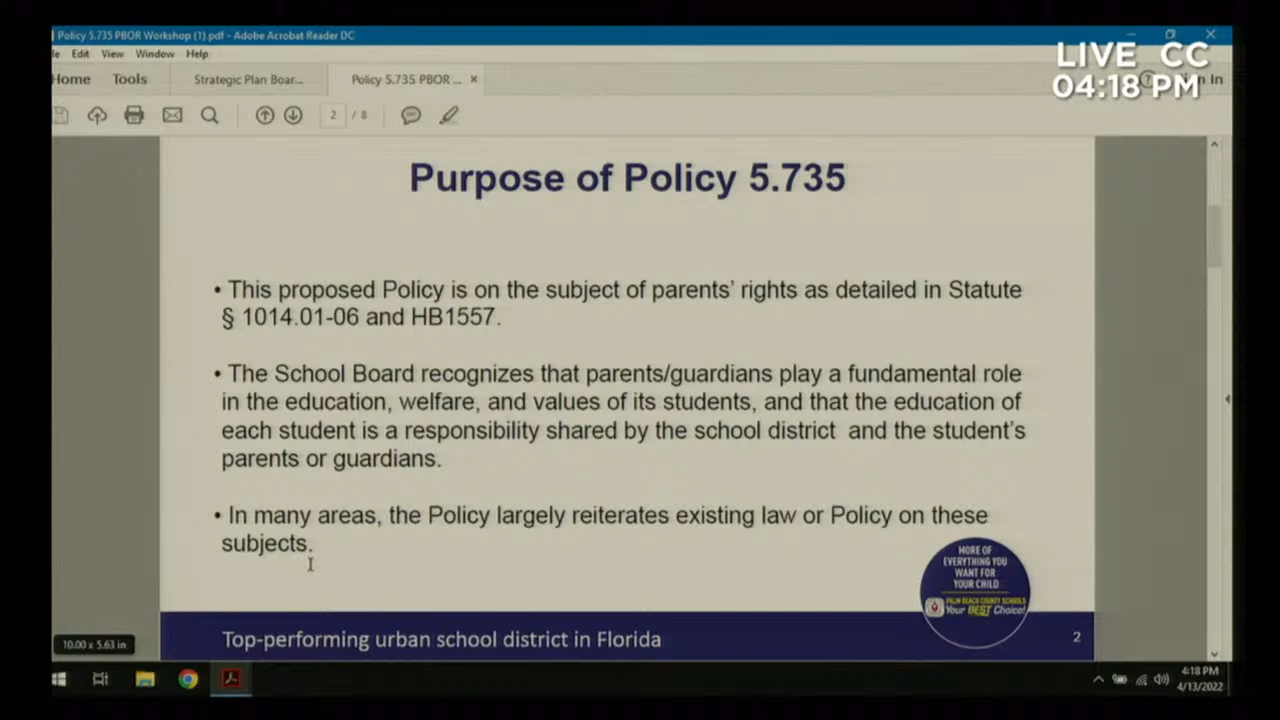 Policy 5.735 PBOR Workshop (1).pdf - Adobe Acrobat Reader DC
Edit View Window Help
LIVE CC
04:18 PM
Home Tools Strategic Plan Boar... Policy 5.735 PBOR ... ×
Sign In
2 / 8
Purpose of Policy 5.735
• This proposed Policy is on the subject of parents' rights as detailed in Statute
§ 1014.01-06 and HB1557.
• The School Board recognizes that parents/guardians play a fundamental role
in the education, welfare, and values of its students, and that the education of
each student is a responsibility shared by the school district and the student's
parents or guardians.
• In many areas, the Policy largely reiterates existing law or Policy on these
subjects.
MORE OF
EVERYTHING YOU
WANT FOR
YOUR CHILD
PALM BEACH COUNTY SCHOOLS
Your BEST Choice!
Top-performing urban school district in Florida
2
10.00 x 5.63 in
4:18 PM
4/13/2022